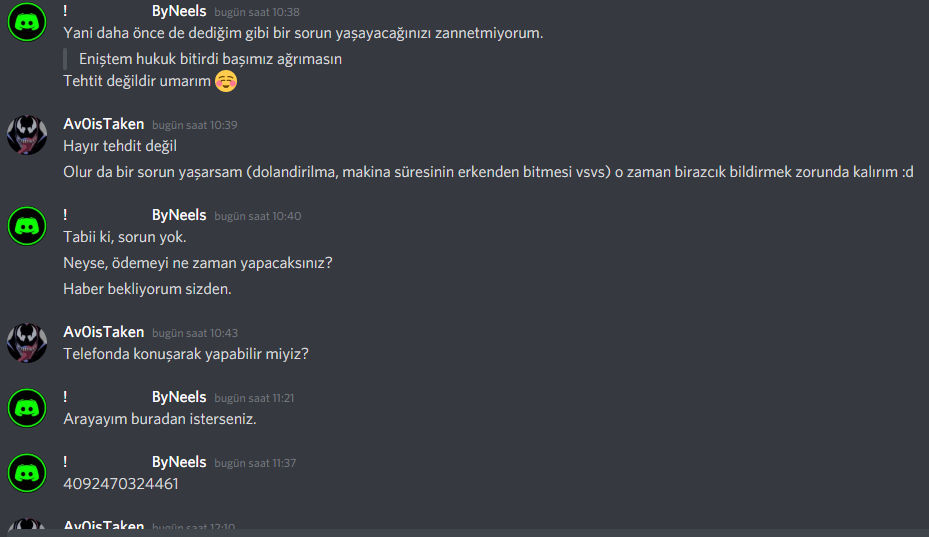 ! ByNeels bugün saat 10:38
Yani daha önce de dediğim gibi bir sorun yaşayacağınızı zannetmiyorum.
Eniştem hukuk bitirdi başımız ağrımasın
Tehtit değildir umarım ☺️
Av0isTaken bugün saat 10:39
Hayır tehdit değil
Olur da bir sorun yaşarsam (dolandirilma, makina süresinin erkenden bitmesi vsvs) o zaman birazcık bildirmek zorunda kalırım :d
! ByNeels bugün saat 10:40
Tabii ki, sorun yok.
Neyse, ödemeyi ne zaman yapacaksınız?
Haber bekliyorum sizden.
Av0isTaken bugün saat 10:43
Telefonda konuşarak yapabilir miyiz?
! ByNeels bugün saat 11:21
Arayayım buradan isterseniz.
! ByNeels bugün saat 11:37
4092470324461
Av0isTaken bugün saat 12:10